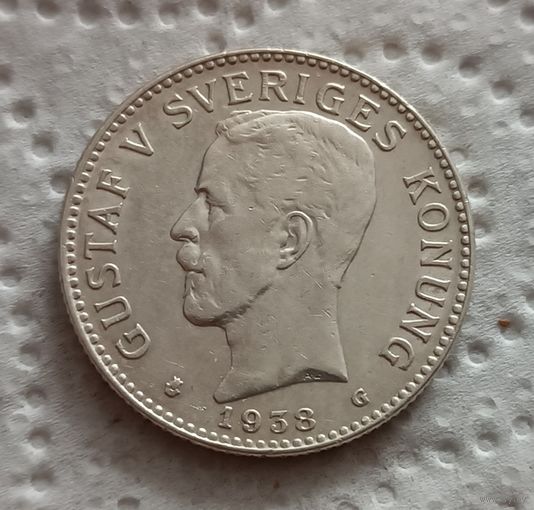 GUSTAF V SVERIGES KONUNG
1938
G